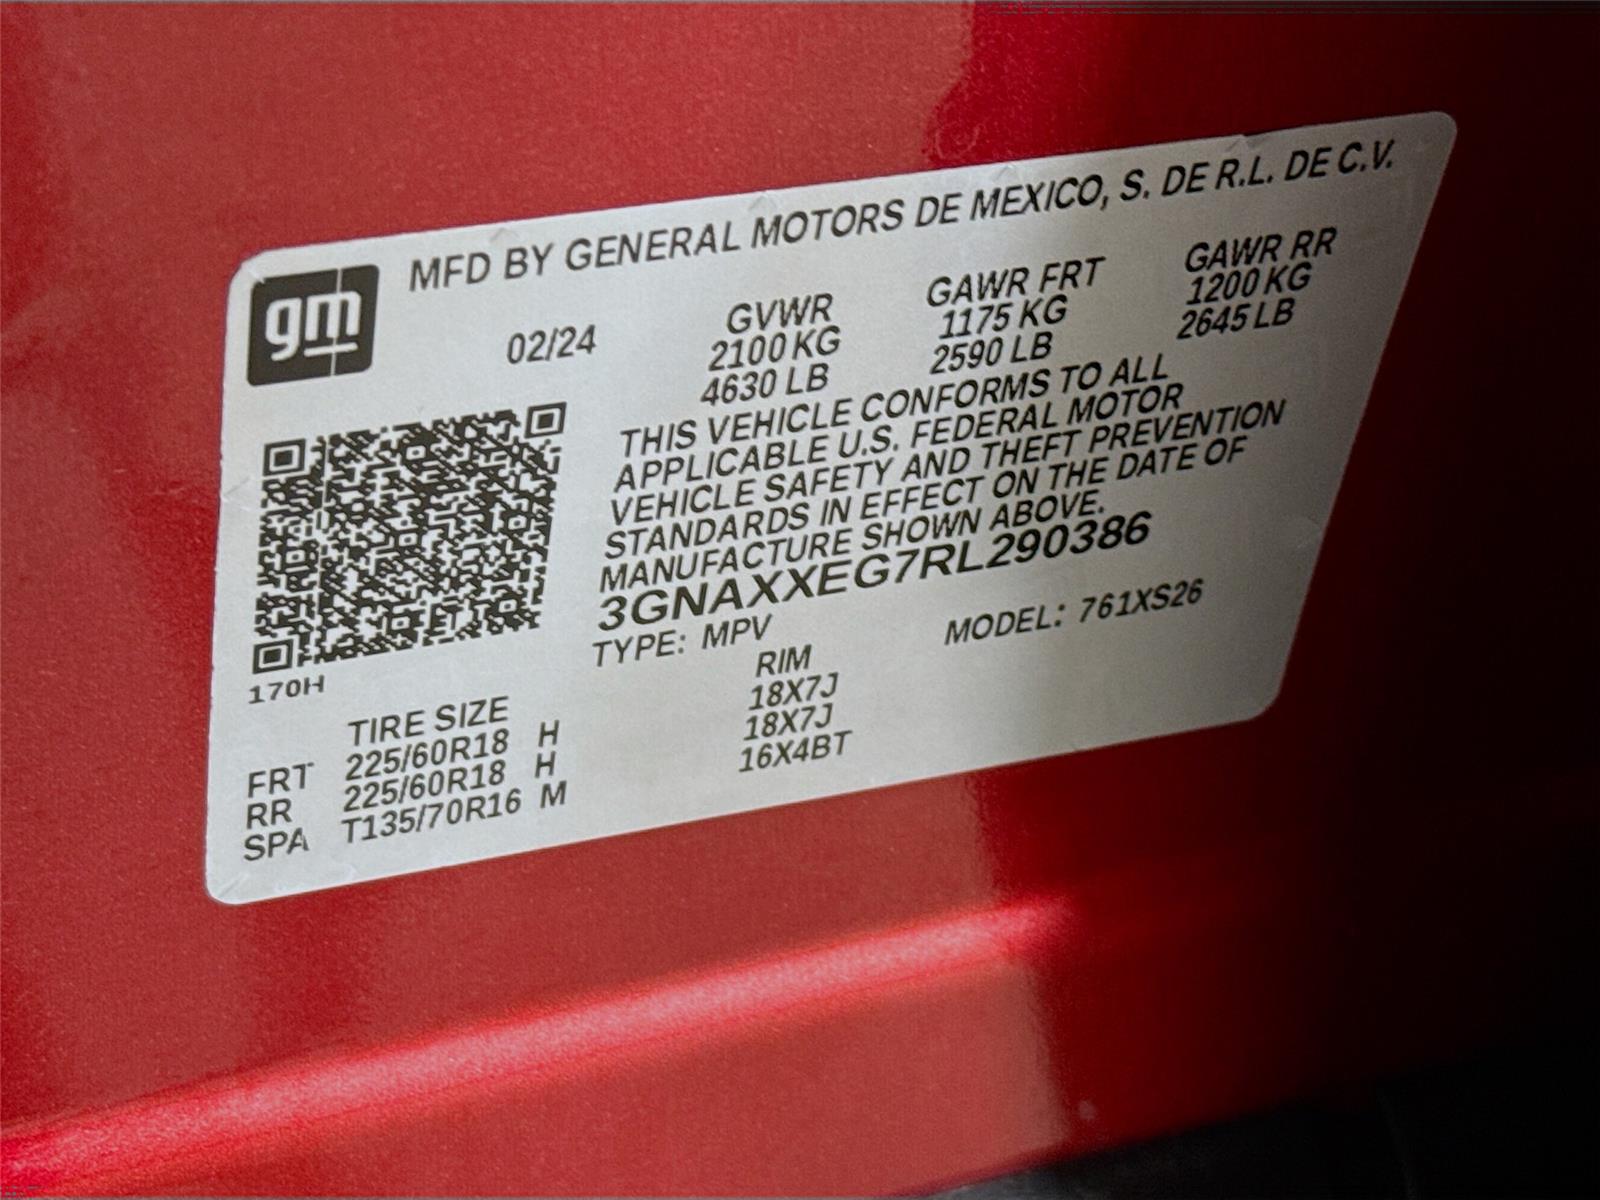 gm
MFD BY GENERAL MOTORS DE MEXICO, S. DE R.L. DE C.V.
02/24
GVWR GAWR FRT GAWR RR
2100 KG 1175 KG 1200 KG
4630 LB 2590 LB 2645 LB
THIS VEHICLE CONFORMS TO ALL
APPLICABLE U.S. FEDERAL MOTOR
VEHICLE SAFETY AND THEFT PREVENTION
STANDARDS IN EFFECT ON THE DATE OF
MANUFACTURE SHOWN ABOVE.
3GNAXXEG7RL290386
TYPE: MPV MODEL: 761XS26
170H
TIRE SIZE RIM
FRT 225/60R18 H 18X7J
RR 225/60R18 H 18X7J
SPA T135/70R16 M 16X4BT